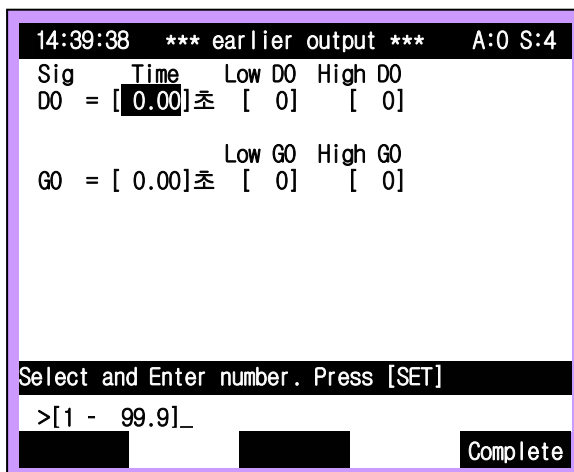 14:39:38 *** earlier output *** A:0 S:4
Sig Time Low DO High DO
DO = [ 0.00]초 [ 0] [ 0]
Low GO High GO
GO = [ 0.00]초 [ 0] [ 0]
Select and Enter number. Press [SET]
>[1 - 99.9]_
Complete